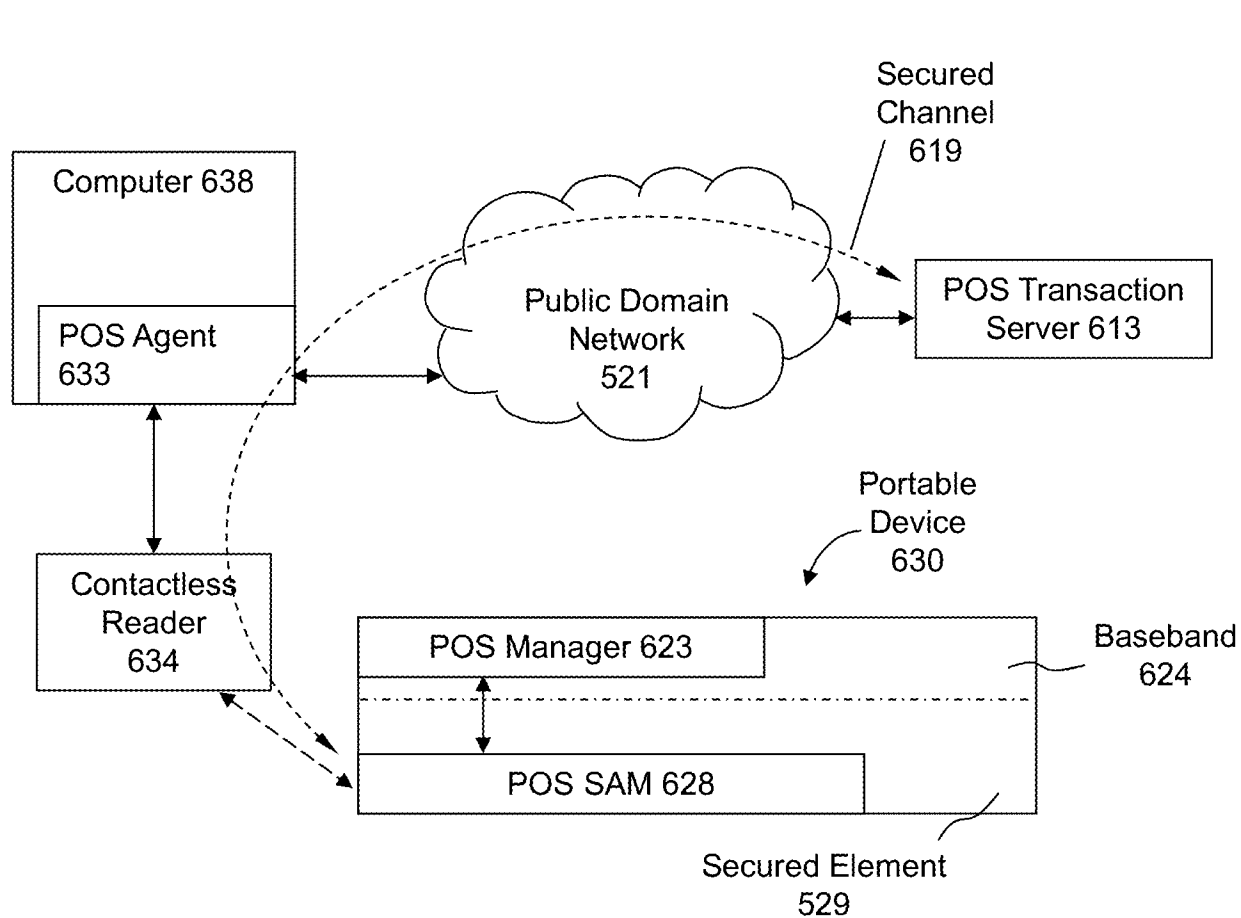 Secured
Channel
619
Computer 638
POS Agent
633
Public Domain
Network
521
POS Transaction
Server 613
Portable
Device
630
Contactless
Reader
634
POS Manager 623
Baseband
624
POS SAM 628
Secured Element
529